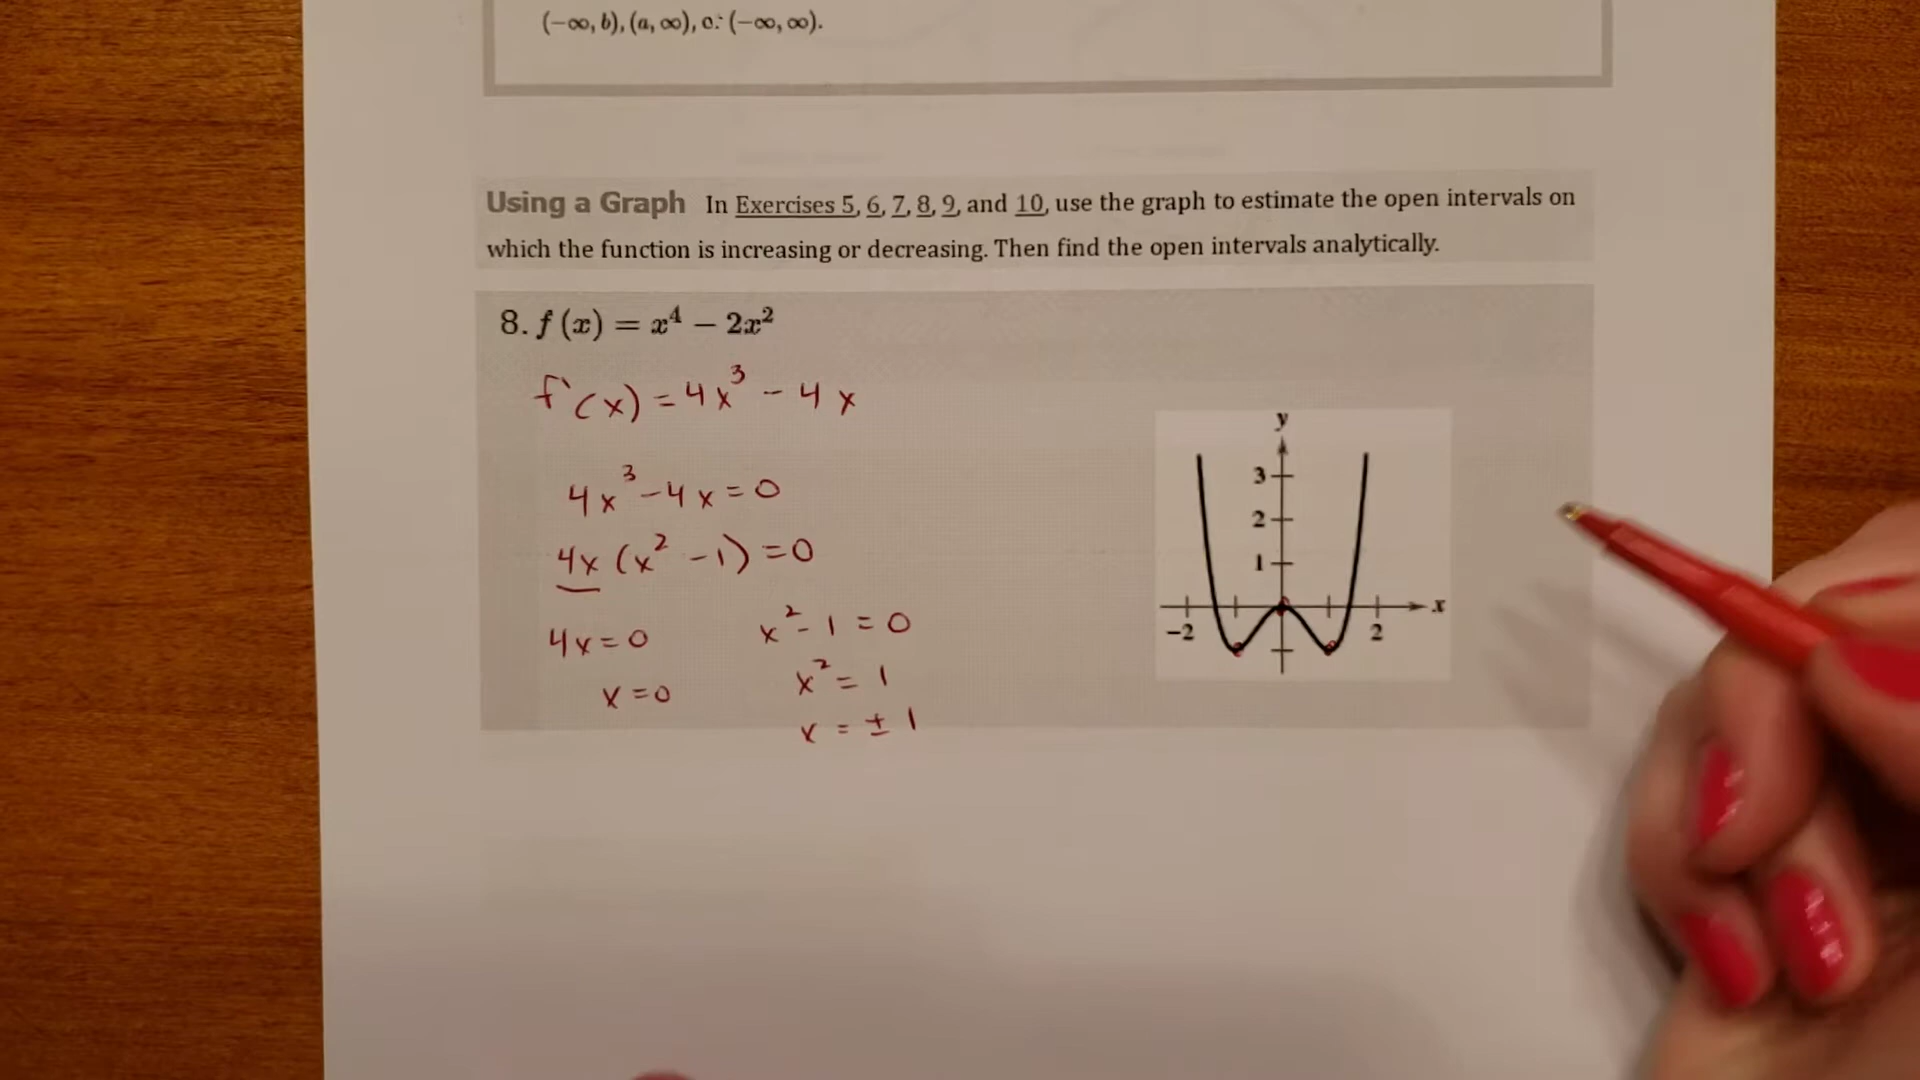 (−∞, b), (a, ∞), or (−∞, ∞).
Using a Graph In Exercises 5, 6, 7, 8, 9, and 10, use the graph to estimate the open intervals on
which the function is increasing or decreasing. Then find the open intervals analytically.
8. f (x) = x⁴ − 2x²
f'(x) = 4x³ − 4x
4x³ − 4x = 0
4x (x² − 1) = 0
4x = 0
x = 0
x² − 1 = 0
x² = 1
x = ± 1
y
3
2
1
x
−2
2